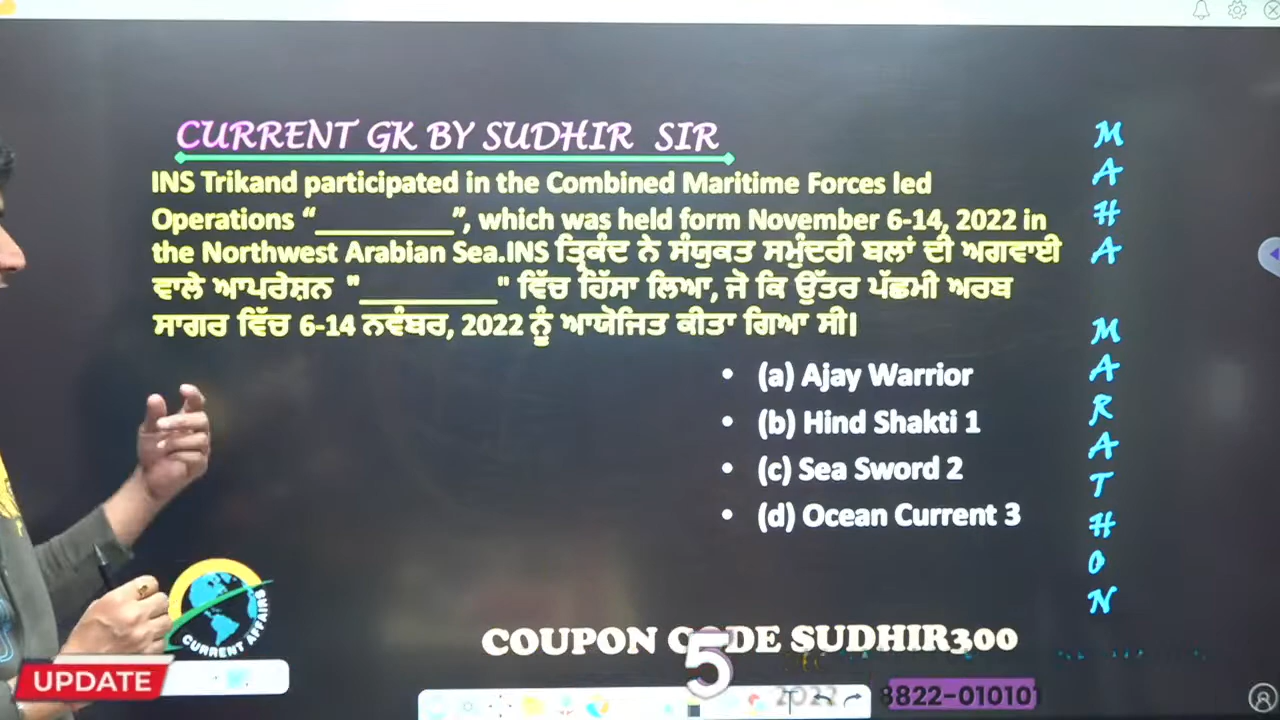 CURRENT GK BY SUDHIR SIR
INS Trikand participated in the Combined Maritime Forces led
Operations “__________”, which was held form November 6-14, 2022 in
the Northwest Arabian Sea.INS ਤ੍ਰਿਕੰਦ ਨੇ ਸੰਯੁਕਤ ਸਮੁੰਦਰੀ ਬਲਾਂ ਦੀ ਅਗਵਾਈ
ਵਾਲੇ ਆਪਰੇਸ਼ਨ "__________" ਵਿੱਚ ਹਿੱਸਾ ਲਿਆ, ਜੋ ਕਿ ਉੱਤਰ ਪੱਛਮੀ ਅਰਬ
ਸਾਗਰ ਵਿੱਚ 6-14 ਨਵੰਬਰ, 2022 ਨੂੰ ਆਯੋਜਿਤ ਕੀਤਾ ਗਿਆ ਸੀ।
• (a) Ajay Warrior
• (b) Hind Shakti 1
• (c) Sea Sword 2
• (d) Ocean Current 3
MAHA MARATHON
CURRENT AFFAIRS
COUPON CODE SUDHIR300
5
UPDATE
2022
8822-010101